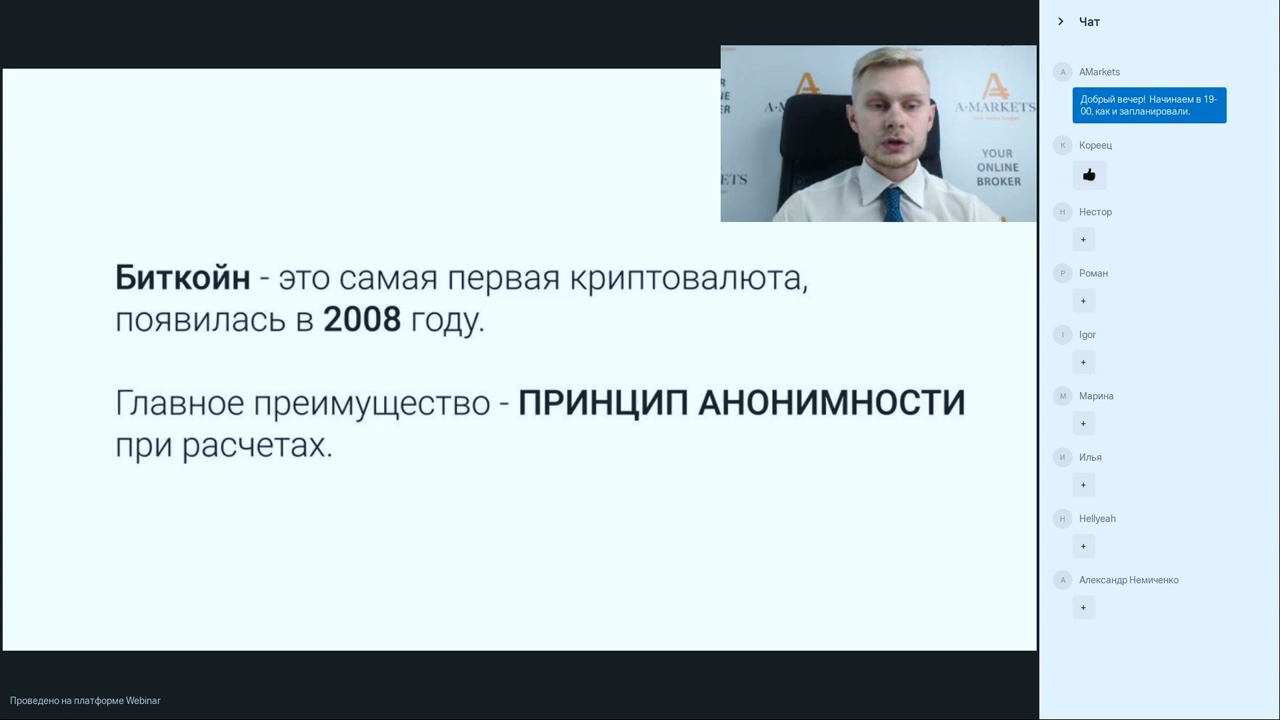 Чат
A
AMarkets
Добрый вечер! Начинаем в 19-
00, как и запланировали.
К
Кореец
Н
Нестор
+
Р
Роман
+
I
Igor
+
М
Марина
+
И
Илья
+
H
Hellyeah
+
А
Александр Немиченко
+
A·MARKETS
YOUR
ONLINE
BROKER
Биткойн - это самая первая криптовалюта,
появилась в 2008 году.
Главное преимущество - ПРИНЦИП АНОНИМНОСТИ
при расчетах.
Проведено на платформе Webinar